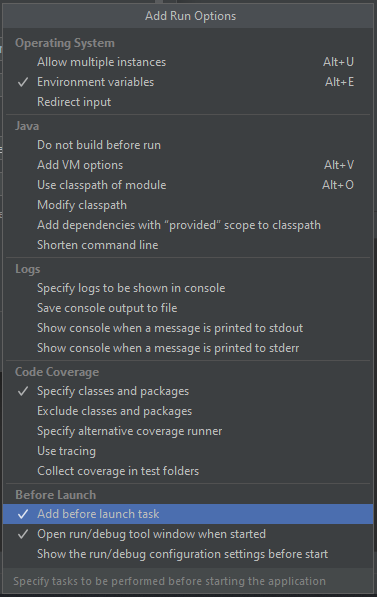 Add Run Options
Operating System
Allow multiple instances Alt+U
Environment variables Alt+E
Redirect input
Java
Do not build before run
Add VM options Alt+V
Use classpath of module Alt+O
Modify classpath
Add dependencies with “provided” scope to classpath
Shorten command line
Logs
Specify logs to be shown in console
Save console output to file
Show console when a message is printed to stdout
Show console when a message is printed to stderr
Code Coverage
Specify classes and packages
Exclude classes and packages
Specify alternative coverage runner
Use tracing
Collect coverage in test folders
Before Launch
Add before launch task
Open run/debug tool window when started
Show the run/debug configuration settings before start
Specify tasks to be performed before starting the application